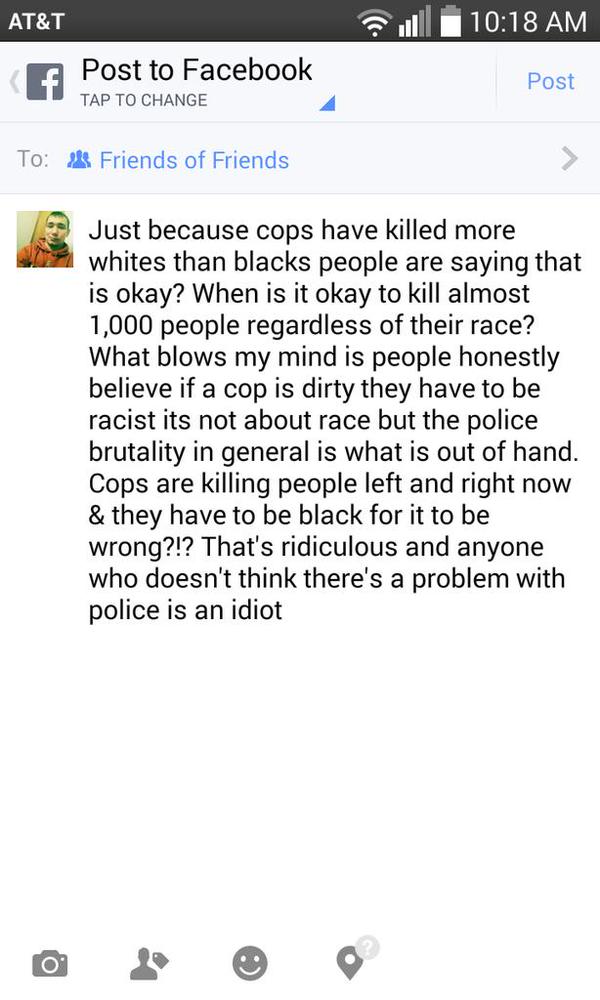 AT&T 10:18 AM
Post to Facebook
TAP TO CHANGE
Post
To: Friends of Friends
Just because cops have killed more
whites than blacks people are saying that
is okay? When is it okay to kill almost
1,000 people regardless of their race?
What blows my mind is people honestly
believe if a cop is dirty they have to be
racist its not about race but the police
brutality in general is what is out of hand.
Cops are killing people left and right now
& they have to be black for it to be
wrong?!? That's ridiculous and anyone
who doesn't think there's a problem with
police is an idiot
?